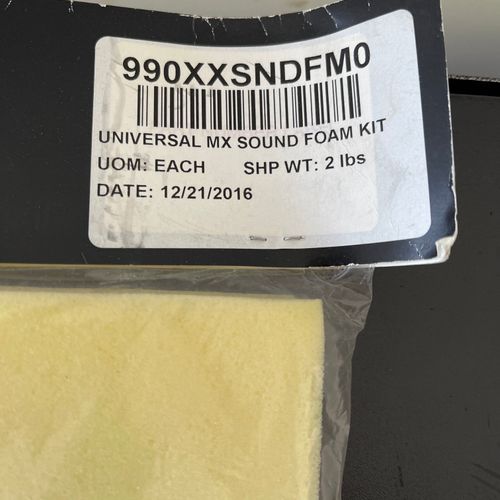 990XXSNDFM0
UNIVERSAL MX SOUND FOAM KIT
UOM: EACH SHP WT: 2 lbs
DATE: 12/21/2016